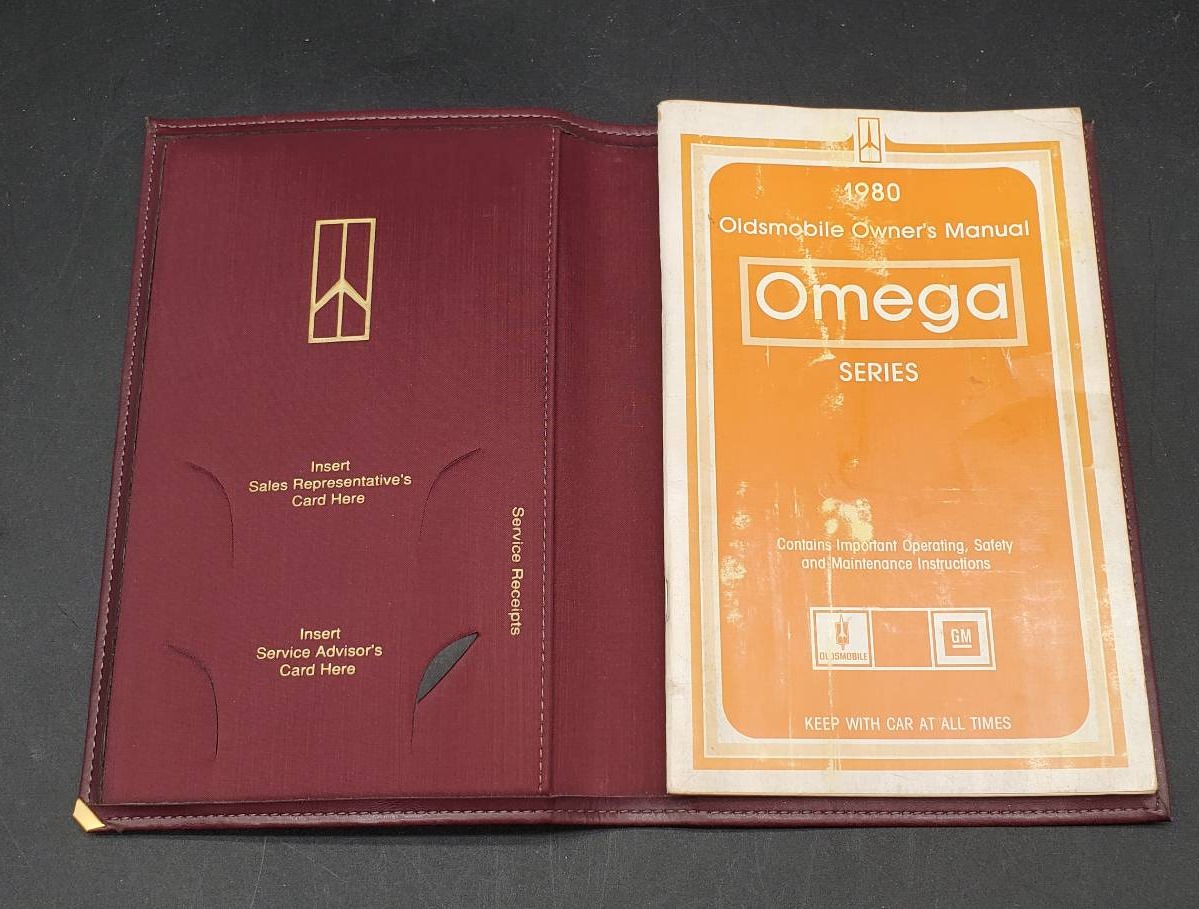 Insert
Sales Representative's
Card Here
Insert
Service Advisor's
Card Here
Service Receipts
1980
Oldsmobile Owner's Manual
Omega
SERIES
Contains Important Operating, Safety
and Maintenance Instructions
OLDSMOBILE
GM
KEEP WITH CAR AT ALL TIMES